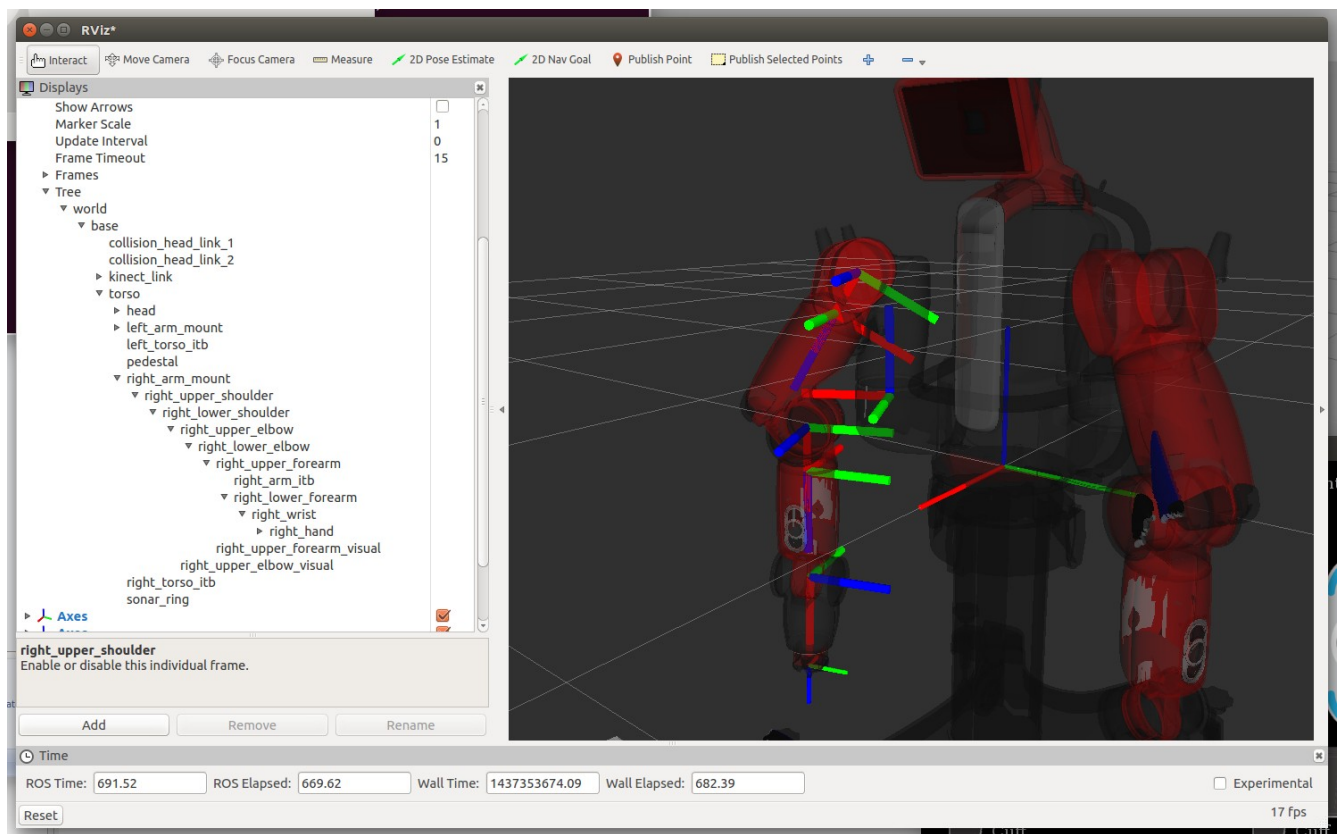 RViz*
Interact Move Camera Focus Camera Measure 2D Pose Estimate 2D Nav Goal Publish Point Publish Selected Points
Displays
Show Arrows
Marker Scale 1
Update Interval 0
Frame Timeout 15
Frames
Tree
world
base
collision_head_link_1
collision_head_link_2
kinect_link
torso
head
left_arm_mount
left_torso_itb
pedestal
right_arm_mount
right_upper_shoulder
right_lower_shoulder
right_upper_elbow
right_lower_elbow
right_upper_forearm
right_arm_itb
right_lower_forearm
right_wrist
right_hand
right_upper_forearm_visual
right_upper_elbow_visual
right_torso_itb
sonar_ring
Axes
right_upper_shoulder
Enable or disable this individual frame.
Add Remove Rename
Time
ROS Time: 691.52 ROS Elapsed: 669.62 Wall Time: 1437353674.09 Wall Elapsed: 682.39 Experimental
Reset 17 fps